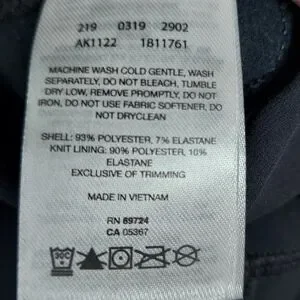 219 0319 2902
AK1122 1811761
MACHINE WASH COLD GENTLE, WASH
SEPARATELY, DO NOT BLEACH, TUMBLE
DRY LOW, REMOVE PROMPTLY, DO NOT
IRON, DO NOT USE FABRIC SOFTENER, DO
NOT DRYCLEAN
SHELL: 93% POLYESTER, 7% ELASTANE
KNIT LINING: 90% POLYESTER, 10%
ELASTANE
EXCLUSIVE OF TRIMMING
MADE IN VIETNAM
RN 89724
CA 05367
30C